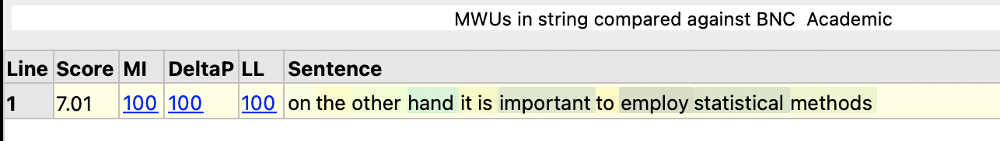 MWUs in string compared against BNC Academic
Line Score MI DeltaP LL Sentence
1 7.01 100 100 100 on the other hand it is important to employ statistical methods